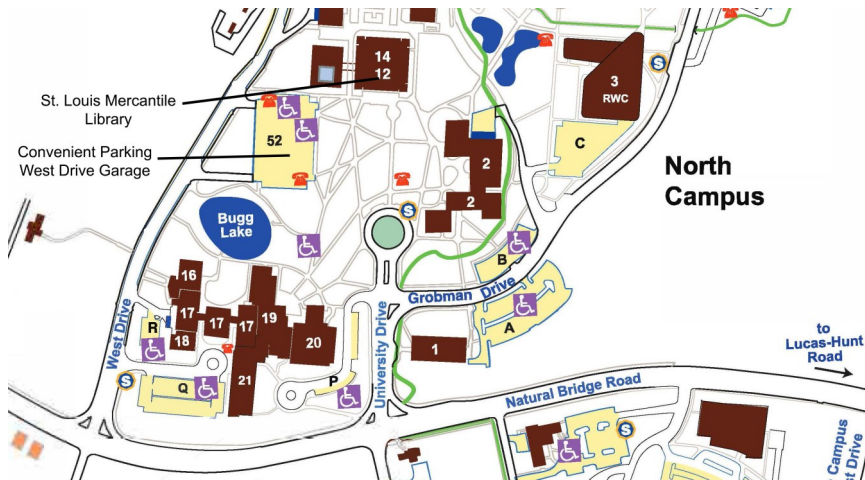 14
12
3
RWC
St. Louis Mercantile
Library
52
C
Convenient Parking
West Drive Garage
2
North
Campus
2
S
Bugg
Lake
B
16
Grobman Drive
A
17
17
17
19
R
18
20
1
West Drive
University Drive
to
Lucas-Hunt
Road
21
P
Q
S
Natural Bridge Road
S
S
Campus
Drive